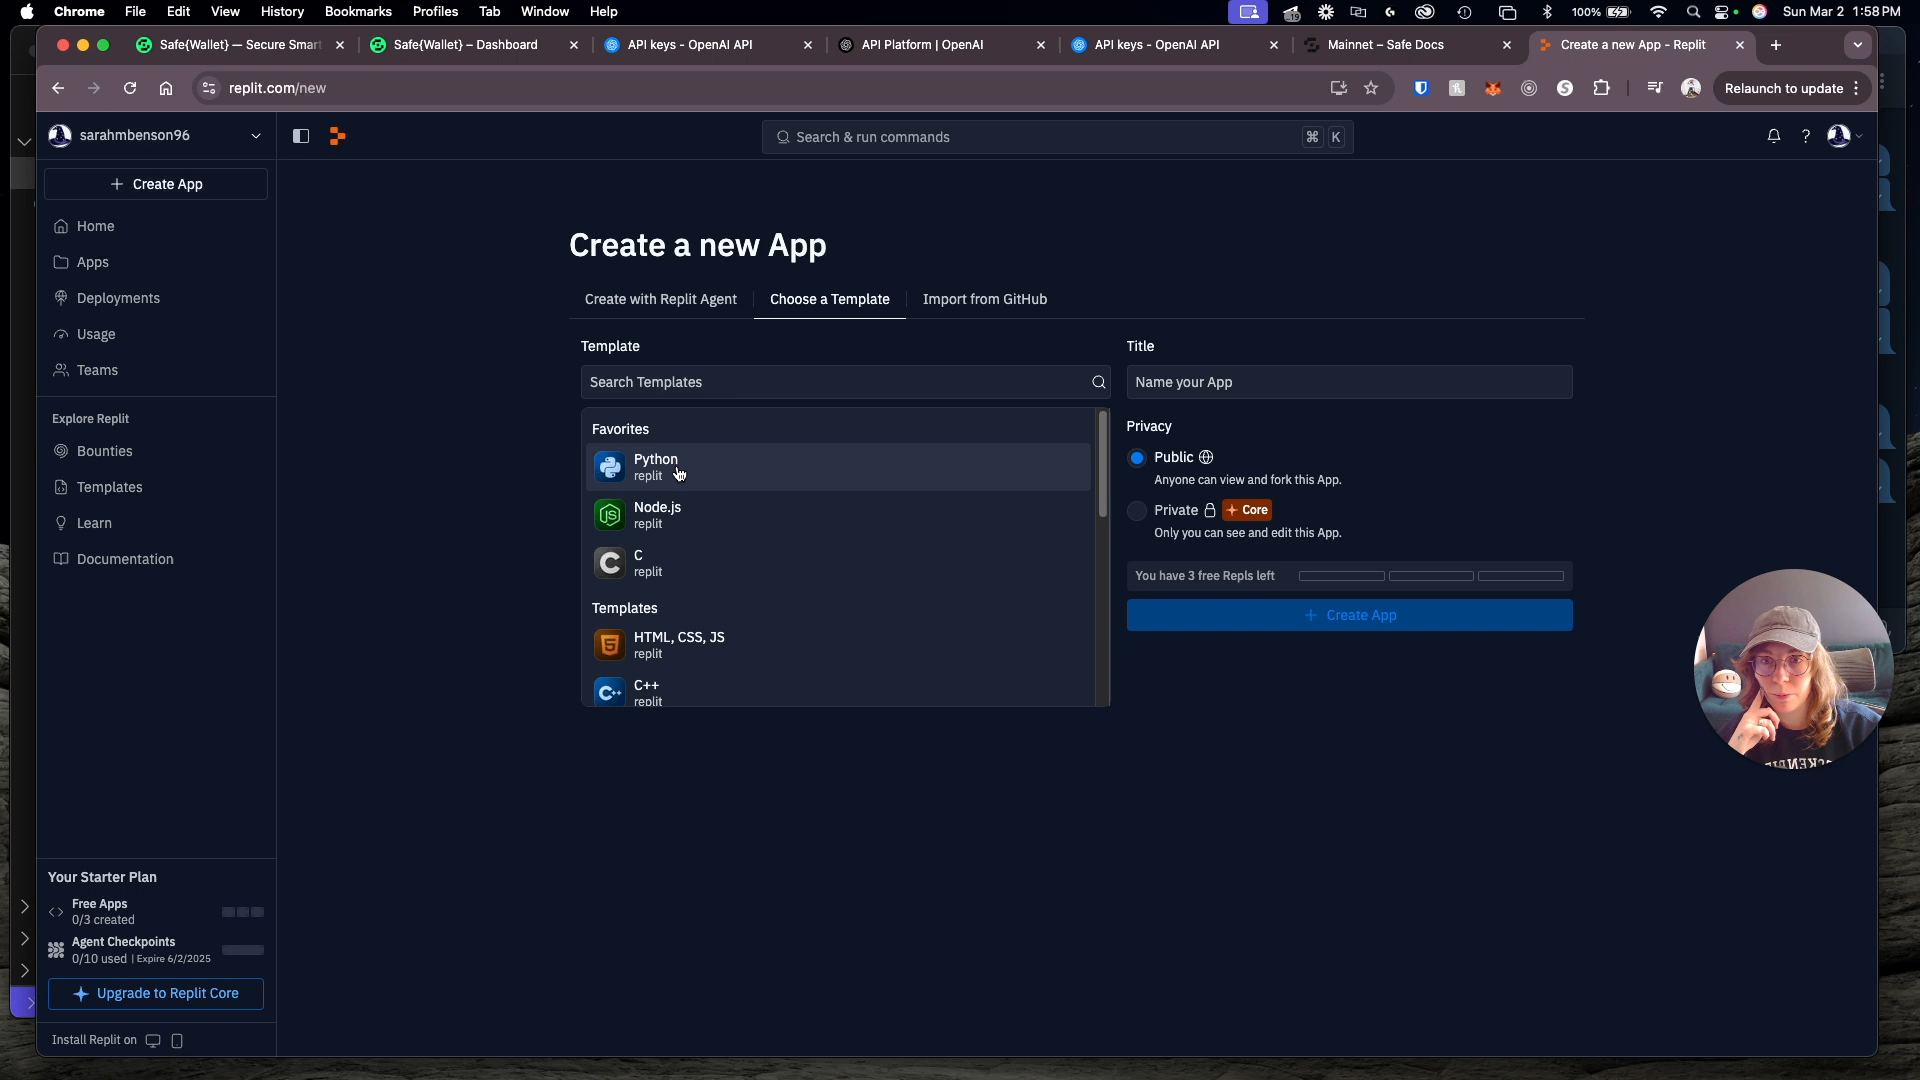 Chrome File Edit View History Bookmarks Profiles Tab Window Help
19
100%
Sun Mar 2 1:58 PM
Safe{Wallet} — Secure Smar
Safe{Wallet} – Dashboard
API keys - OpenAI API
API Platform | OpenAI
API keys - OpenAI API
Mainnet – Safe Docs
Create a new App - Replit
replit.com/new
Relaunch to update
sarahmbenson96
Search & run commands
⌘ K
Create App
Home
Apps
Deployments
Usage
Teams
Explore Replit
Bounties
Templates
Learn
Documentation
Your Starter Plan
Free Apps
0/3 created
Agent Checkpoints
0/10 used | Expire 6/2/2025
Upgrade to Replit Core
Install Replit on
Create a new App
Create with Replit Agent
Choose a Template
Import from GitHub
Template
Search Templates
Favorites
Python
replit
Node.js
replit
C
replit
Templates
HTML, CSS, JS
replit
C++
replit
Title
Name your App
Privacy
Public
Anyone can view and fork this App.
Private
Core
Only you can see and edit this App.
You have 3 free Repls left
Create App